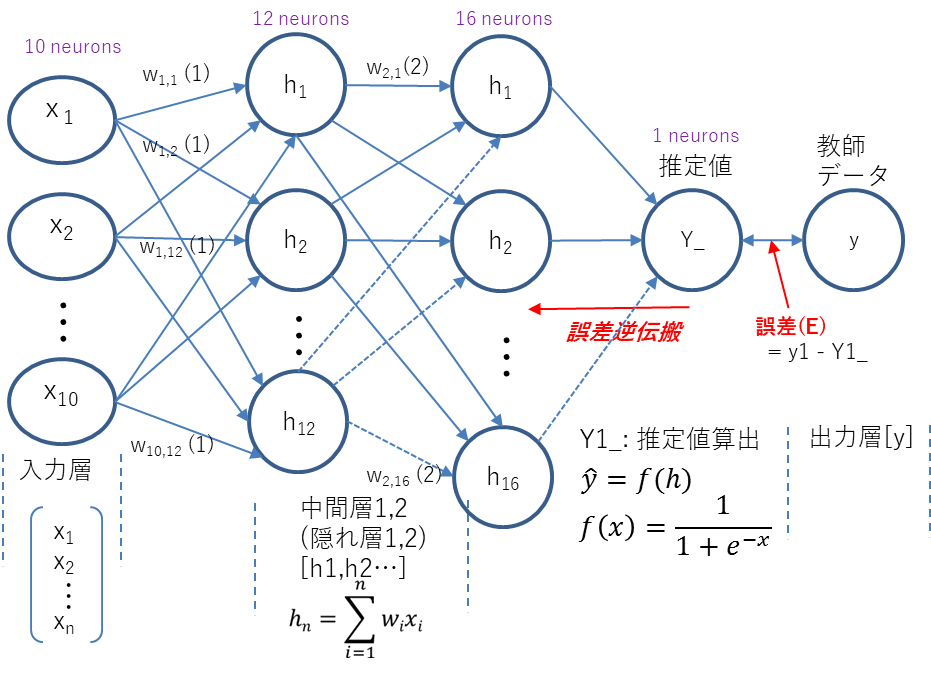 10 neurons
12 neurons
16 neurons
1 neurons
推定値
教師
データ
x 1
x2
⋮
x10
w1,1 (1)
w1,2 (1)
w1,12 (1)
w10,12 (1)
h1
h2
⋮
h12
w2,1(2)
w2,16 (2)
h1
h2
⋮
h16
Y_
y
誤差逆伝搬
誤差(E)
= y1 - Y1_
入力層
x1
x2
⋮
xn
中間層1,2
(隠れ層1,2)
[h1,h2…]
hₙ = ∑ⁿᵢ₌₁ wᵢxᵢ
Y1_: 推定値算出
ŷ = f(h)
f(x) = 1 / (1 + e⁻ˣ)
出力層[y]